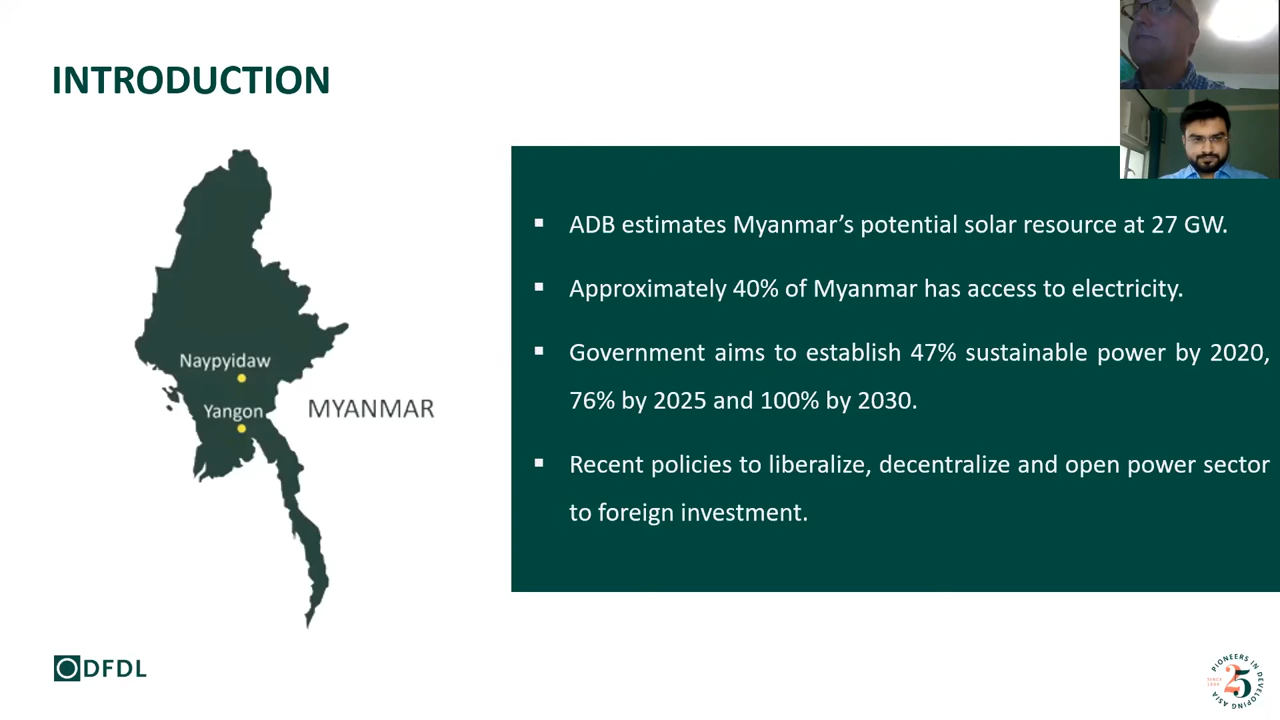 INTRODUCTION
Naypyidaw
Yangon
MYANMAR
▪ ADB estimates Myanmar’s potential solar resource at 27 GW.
▪ Approximately 40% of Myanmar has access to electricity.
▪ Government aims to establish 47% sustainable power by 2020,
76% by 2025 and 100% by 2030.
▪ Recent policies to liberalize, decentralize and open power sector
to foreign investment.
DFDL
PIONEERS IN DEVELOPING ASIA
SINCE
25